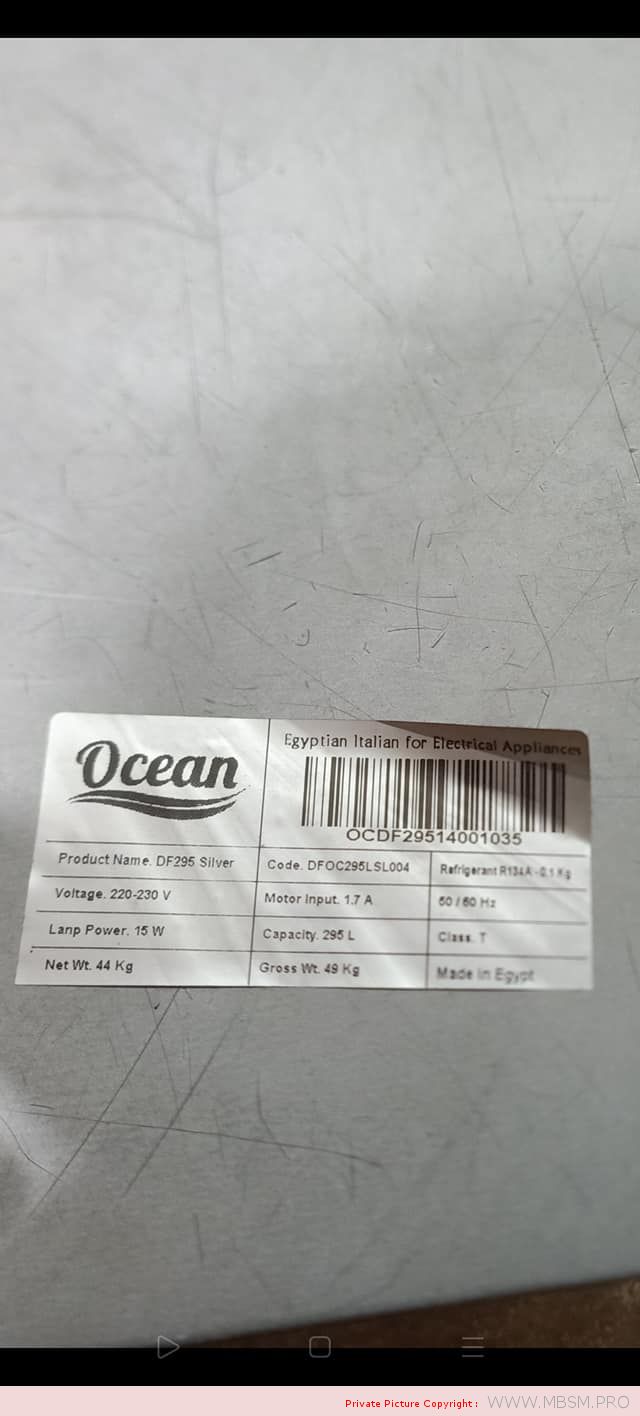 Ocean
Egyptian Italian for Electrical Appliances
OCDF29514001035
Product Name. DF295 Silver
Code. DFOC295LSL004
Refrigerant R134A - 0.1 Kg
Voltage. 220-230 V
Motor Input. 1.7 A
50 / 60 Hz
Lanp Power. 15 W
Capacity. 295 L
Class. T
Net Wt. 44 Kg
Gross Wt. 49 Kg
Made in Egypt
Private Picture Copyright : WWW.MBSM.PRO